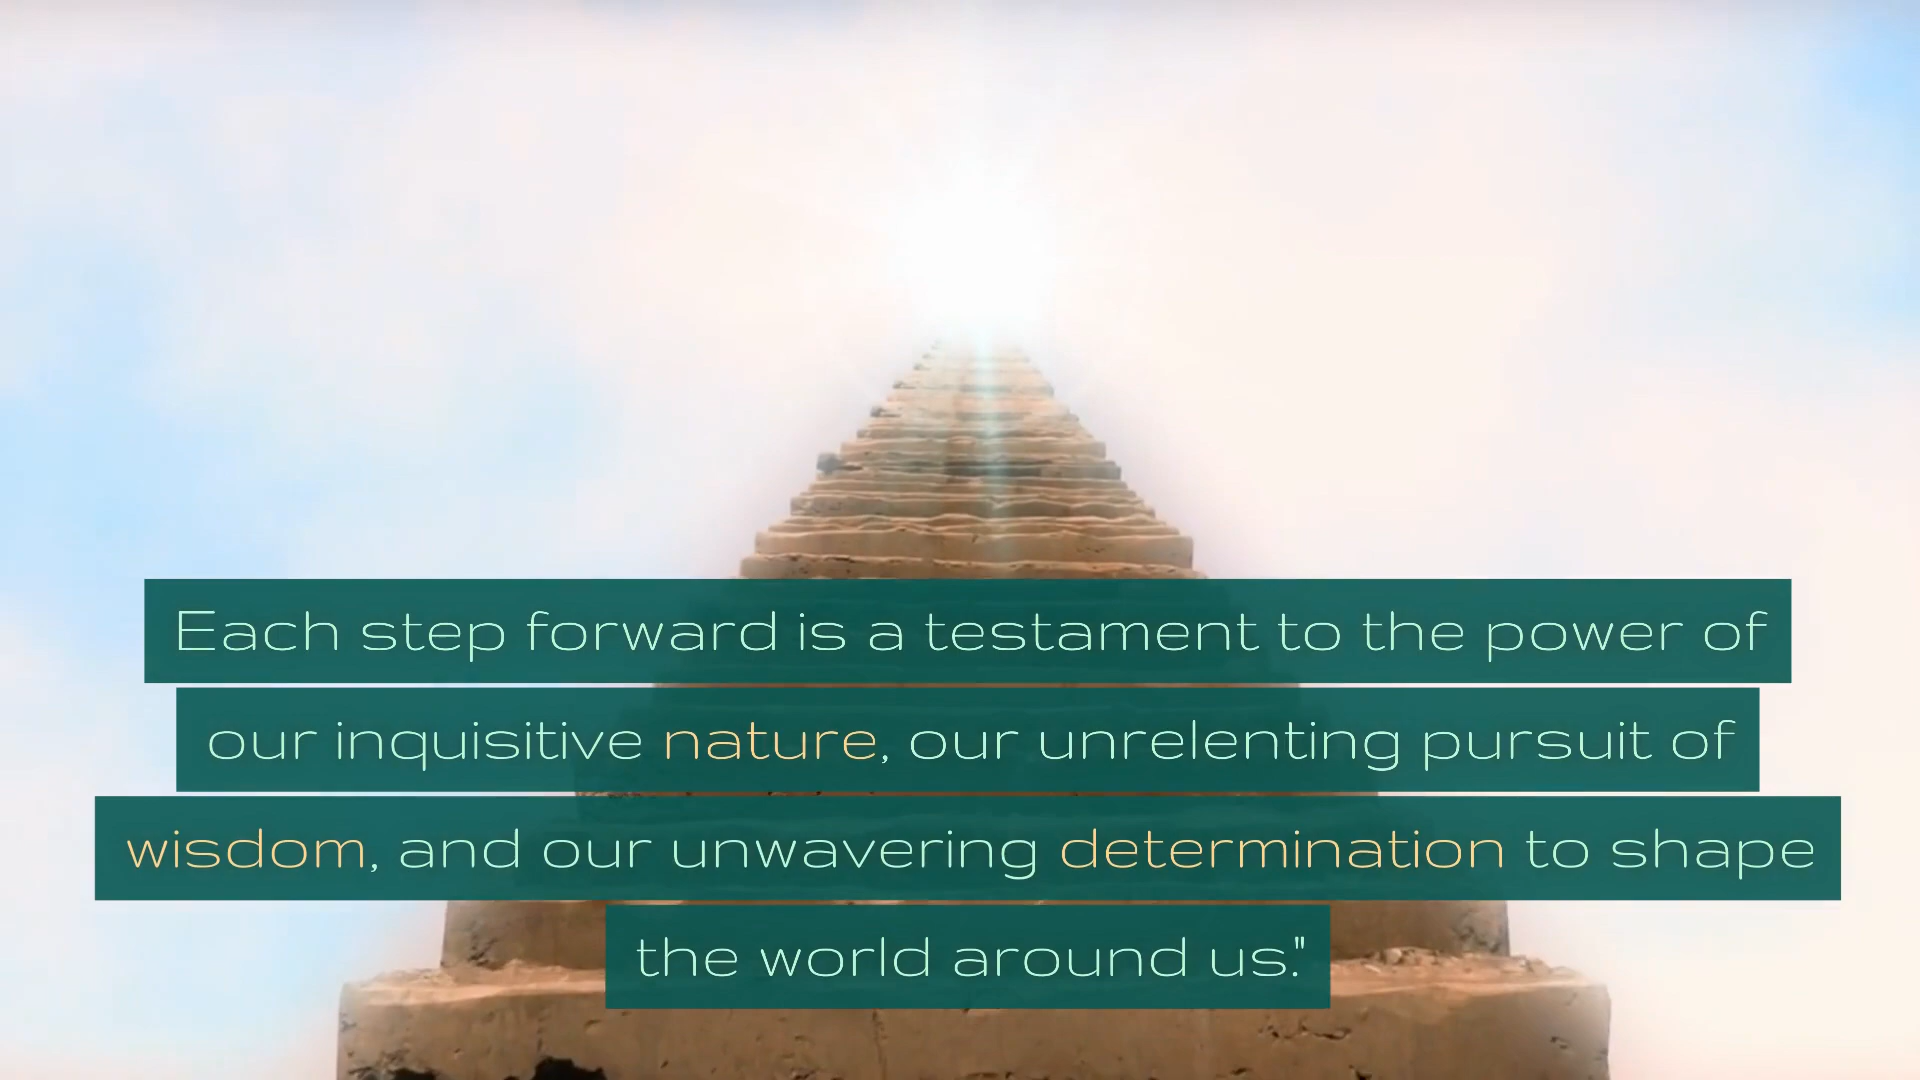 Each step forward is a testament to the power of
our inquisitive nature, our unrelenting pursuit of
wisdom, and our unwavering determination to shape
the world around us."